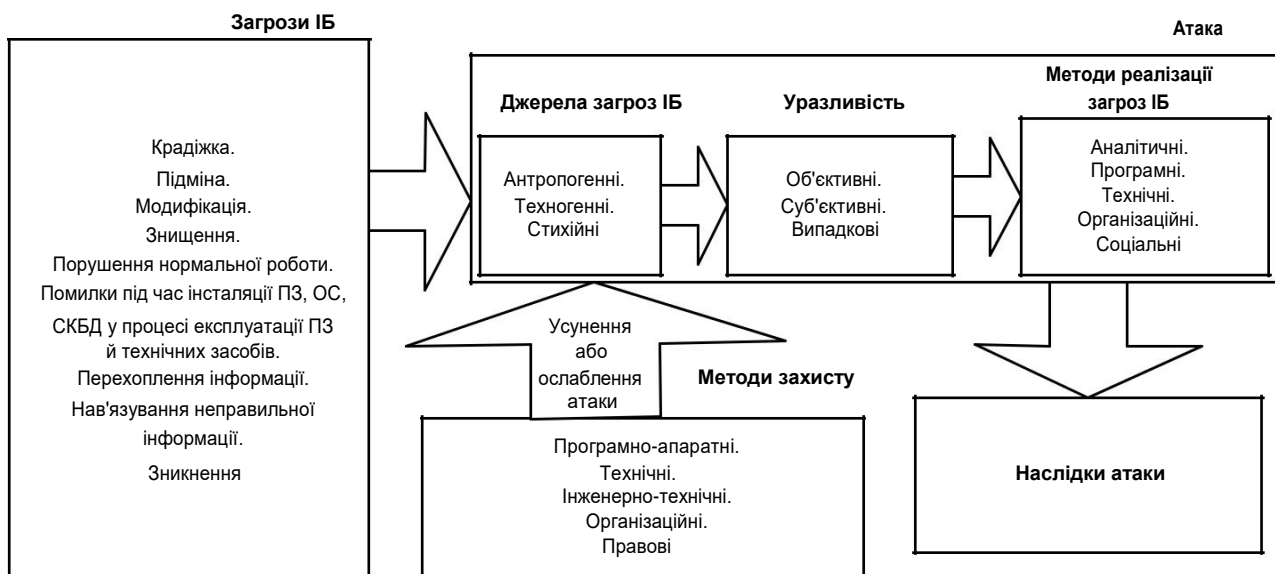 Загрози ІБ
Крадіжка.
Підміна.
Модифікація.
Знищення.
Порушення нормальної роботи.
Помилки під час інсталяції ПЗ, ОС,
СКБД у процесі експлуатації ПЗ
й технічних засобів.
Перехоплення інформації.
Нав'язування неправильної
інформації.
Зникнення
Атака
Джерела загроз ІБ
Антропогенні.
Техногенні.
Стихійні
Уразливість
Об'єктивні.
Суб'єктивні.
Випадкові
Методи реалізації
загроз ІБ
Аналітичні.
Програмні.
Технічні.
Організаційні.
Соціальні
Усунення
або
ослаблення
атаки
Методи захисту
Програмно-апаратні.
Технічні.
Інженерно-технічні.
Організаційні.
Правові
Наслідки атаки